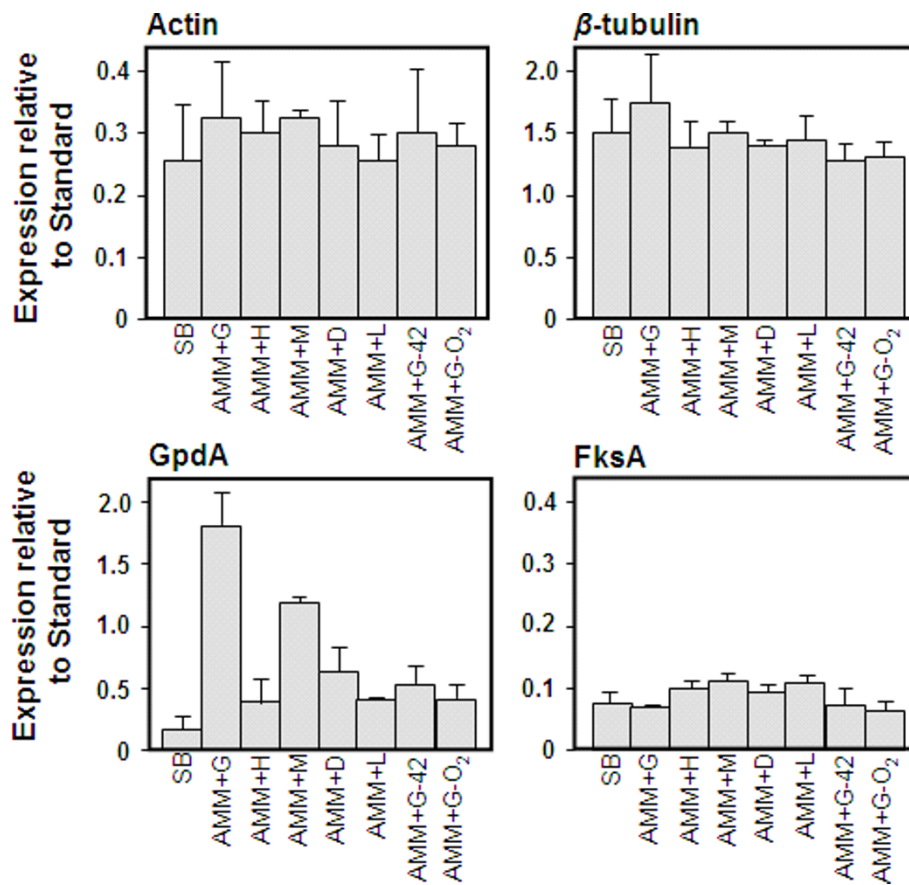 Actin
Expression relative
to Standard
0.4
0.3
0.2
0.1
0
SB
AMM+G
AMM+H
AMM+M
AMM+D
AMM+L
AMM+G-42
AMM+G-O₂
β-tubulin
2.0
1.5
1.0
0.5
0
SB
AMM+G
AMM+H
AMM+M
AMM+D
AMM+L
AMM+G-42
AMM+G-O₂
GpdA
Expression relative
to Standard
2.0
1.5
1.0
0.5
0
SB
AMM+G
AMM+H
AMM+M
AMM+D
AMM+L
AMM+G-42
AMM+G-O₂
FksA
0.4
0.3
0.2
0.1
0
SB
AMM+G
AMM+H
AMM+M
AMM+D
AMM+L
AMM+G-42
AMM+G-O₂